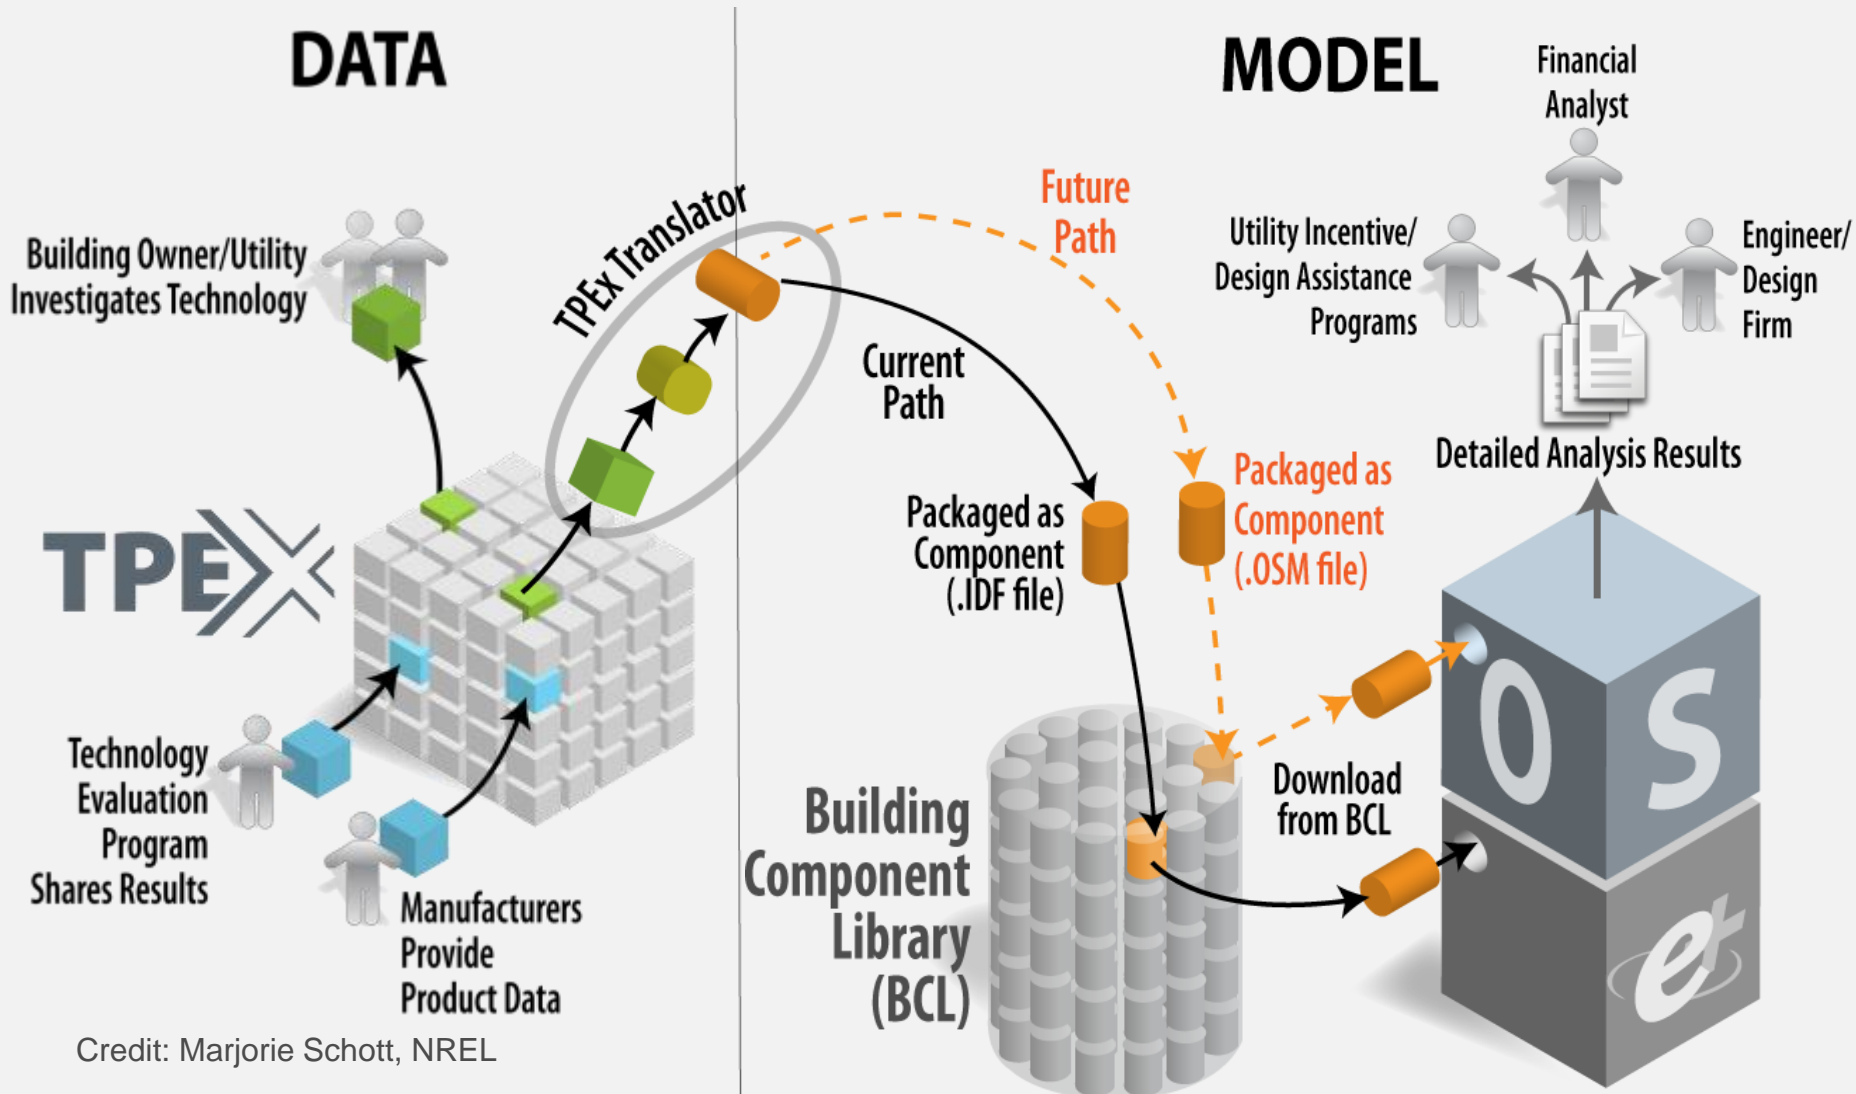 DATA
MODEL
Financial
Analyst
Building Owner/Utility
Investigates Technology
TPEx Translator
Future
Path
Current
Path
Utility Incentive/
Design Assistance
Programs
Engineer/
Design
Firm
Detailed Analysis Results
TPEX
Packaged as
Component
(.IDF file)
Packaged as
Component
(.OSM file)
Technology
Evaluation
Program
Shares Results
Manufacturers
Provide
Product Data
Building
Component
Library
(BCL)
Download
from BCL
OS
e+
Credit: Marjorie Schott, NREL